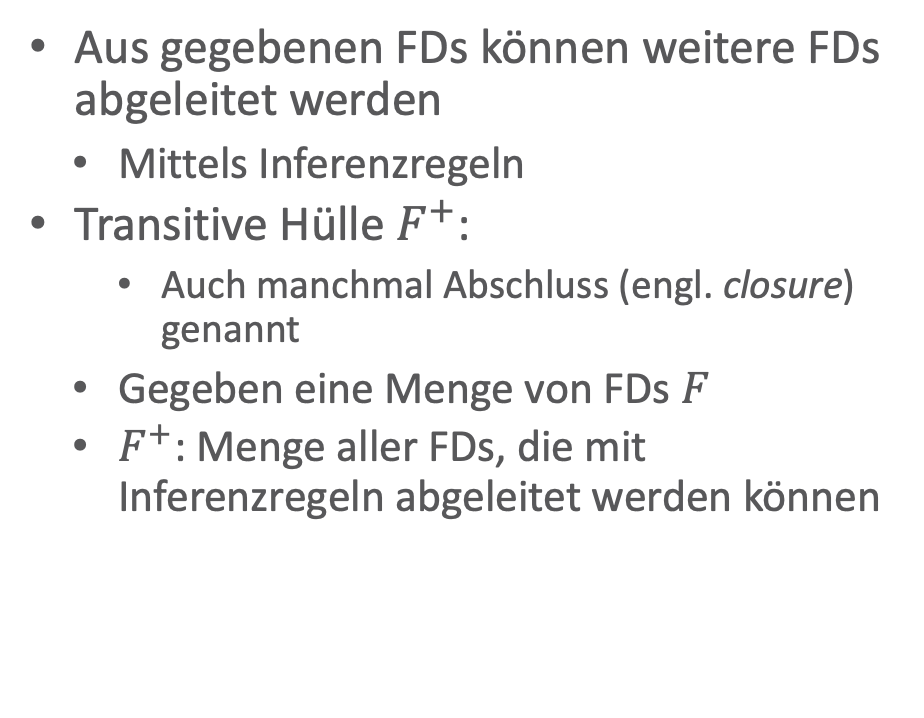 • Aus gegebenen FDs können weitere FDs
abgeleitet werden
• Mittels Inferenzregeln
• Transitive Hülle F⁺:
• Auch manchmal Abschluss (engl. closure)
genannt
• Gegeben eine Menge von FDs F
• F⁺: Menge aller FDs, die mit
Inferenzregeln abgeleitet werden können